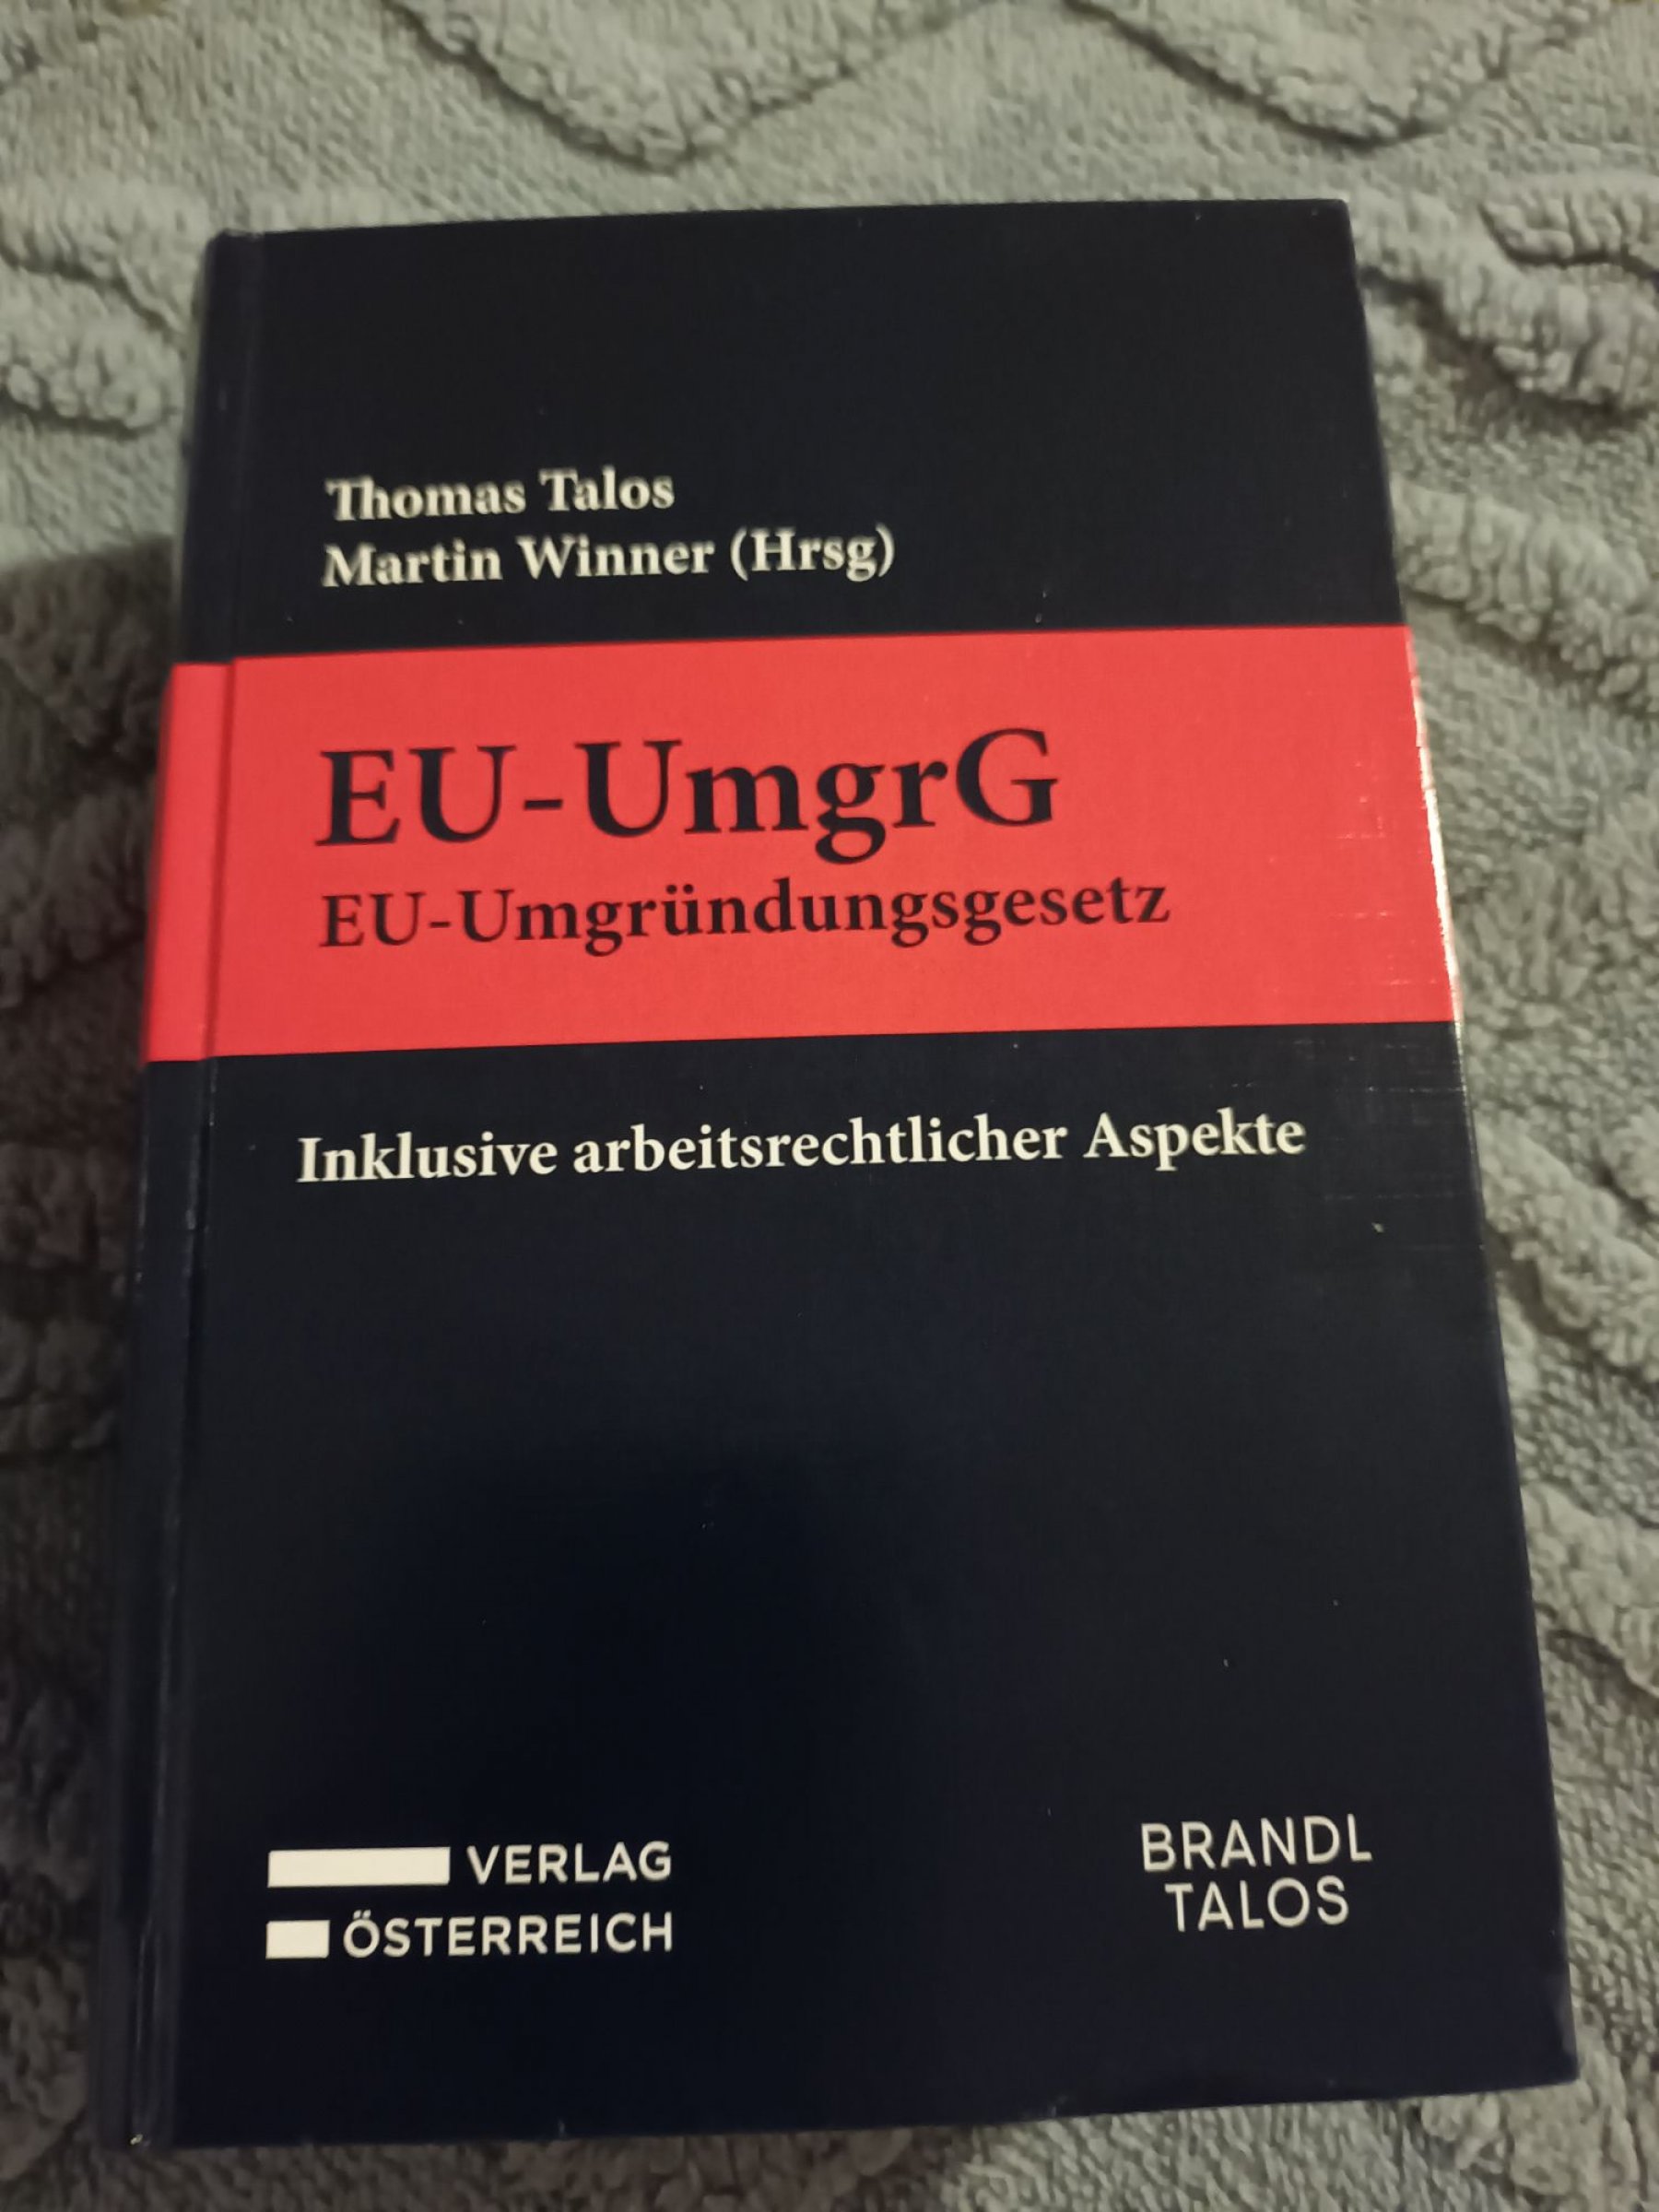 Thomas Talos
Martin Winner (Hrsg)
EU-UmgrG
EU-Umgründungsgesetz
Inklusive arbeitsrechtlicher Aspekte
VERLAG
ÖSTERREICH
BRANDL
TALOS